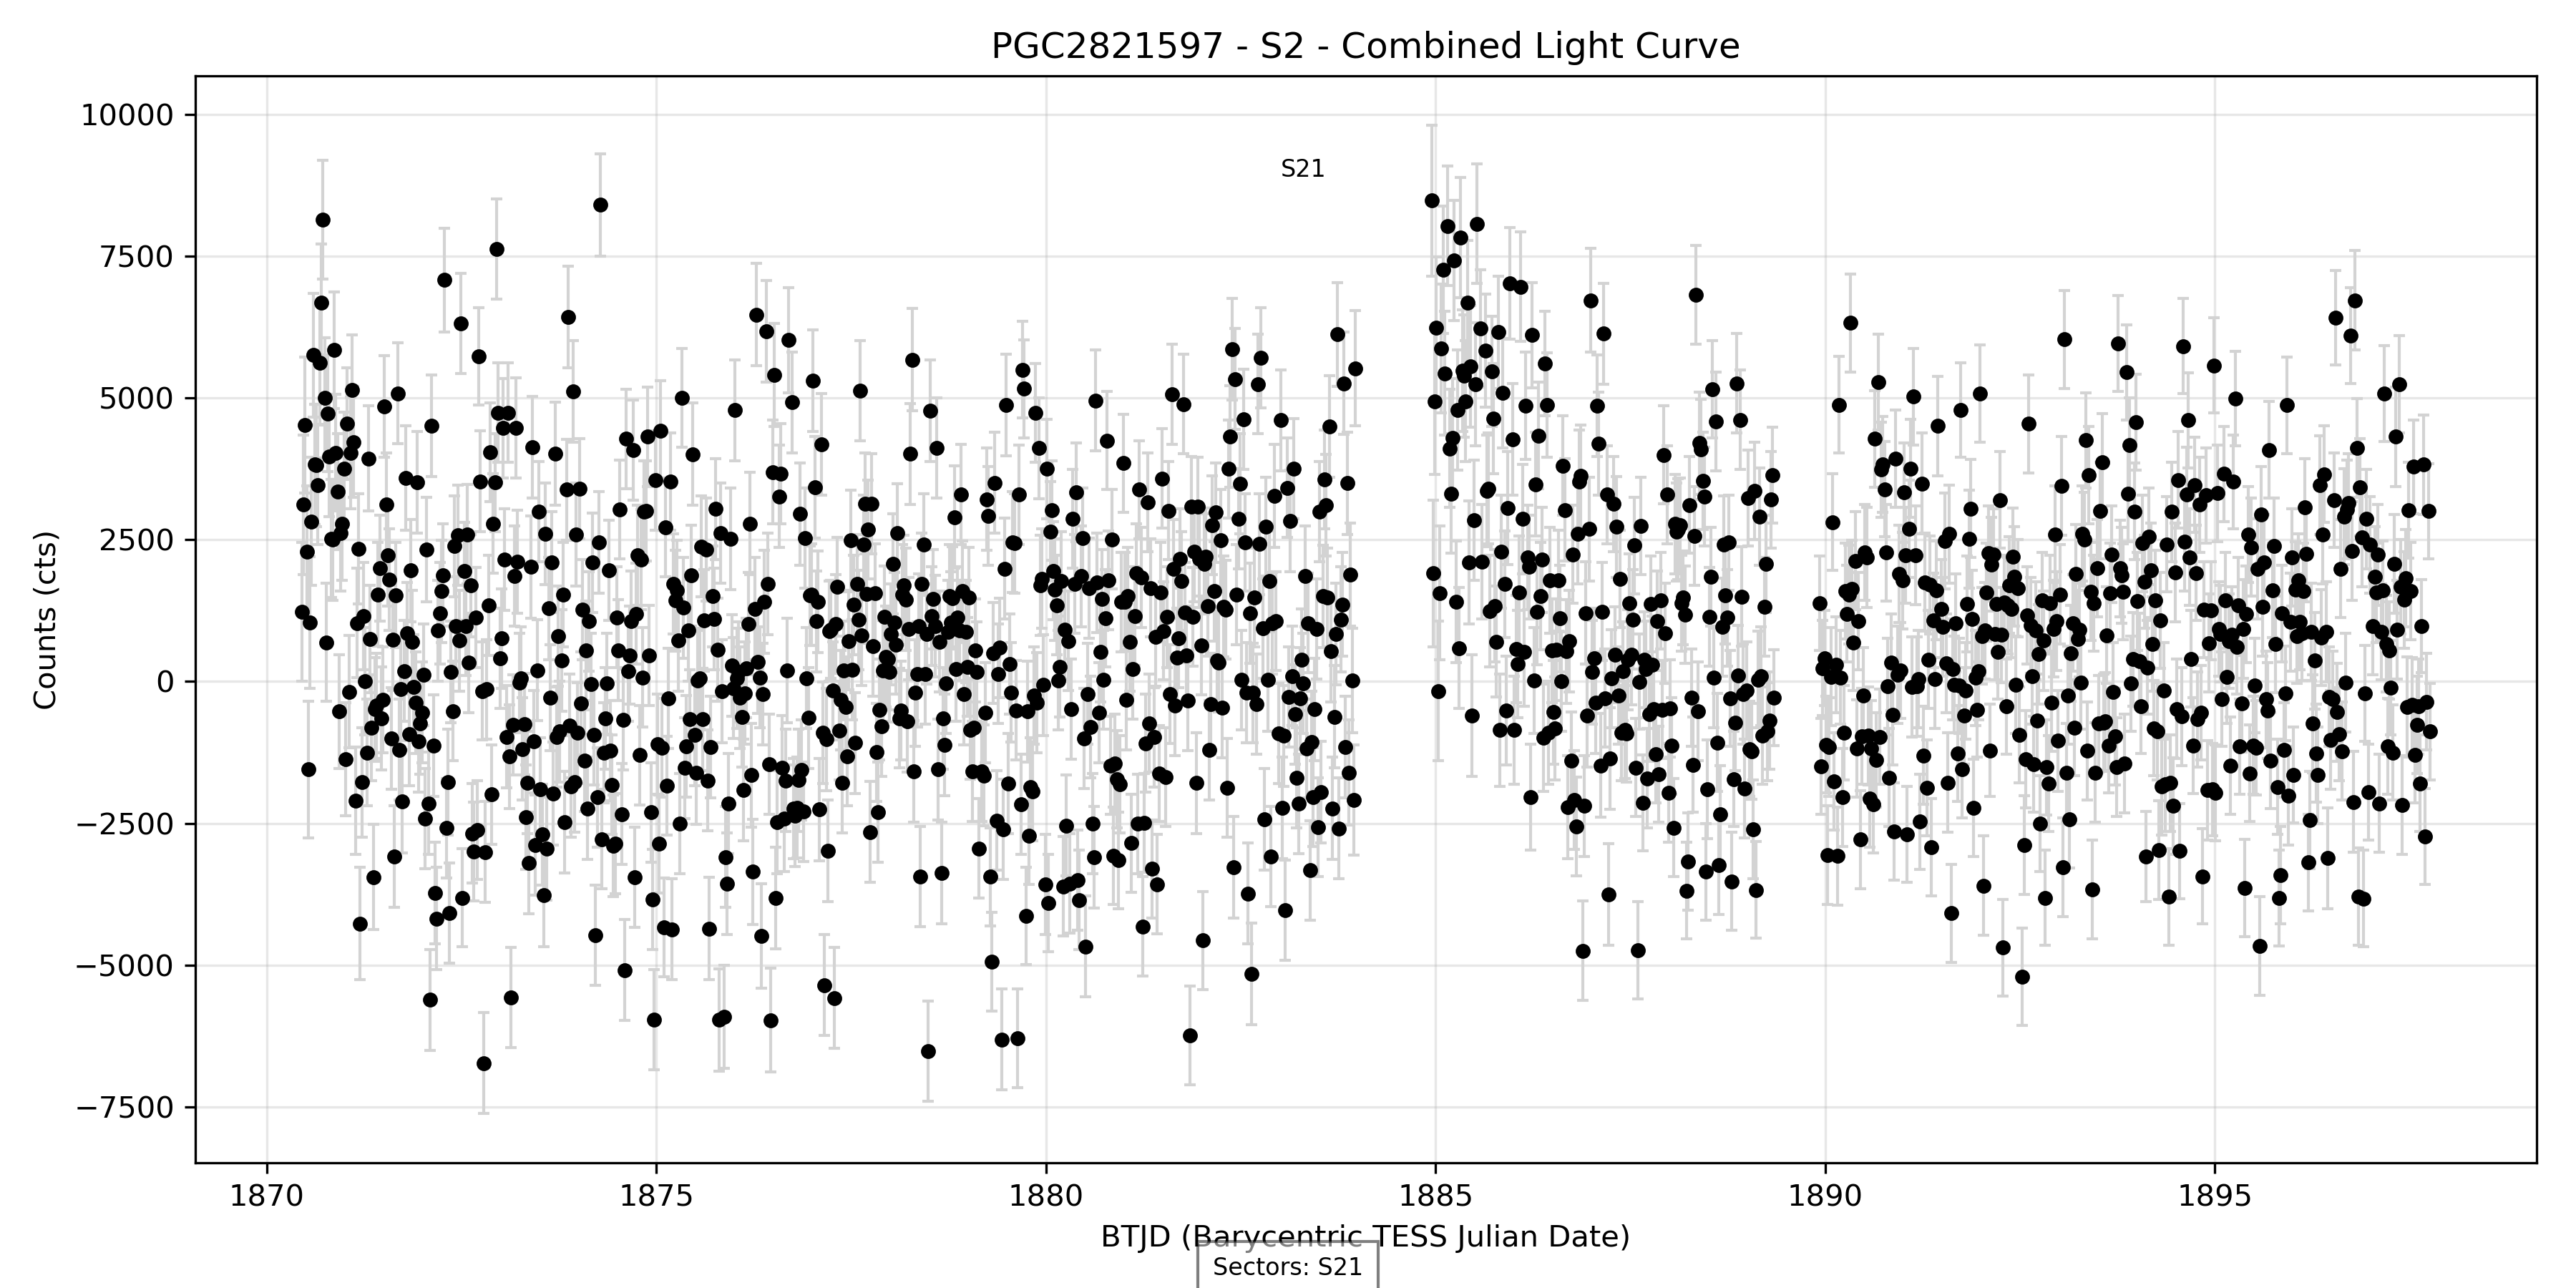 PGC2821597 - S2 - Combined Light Curve
10000
7500
5000
2500
0
−2500
−5000
−7500
Counts (cts)
S21
1870
1875
1880
1885
1890
1895
BTJD (Barycentric TESS Julian Date)
Sectors: S21